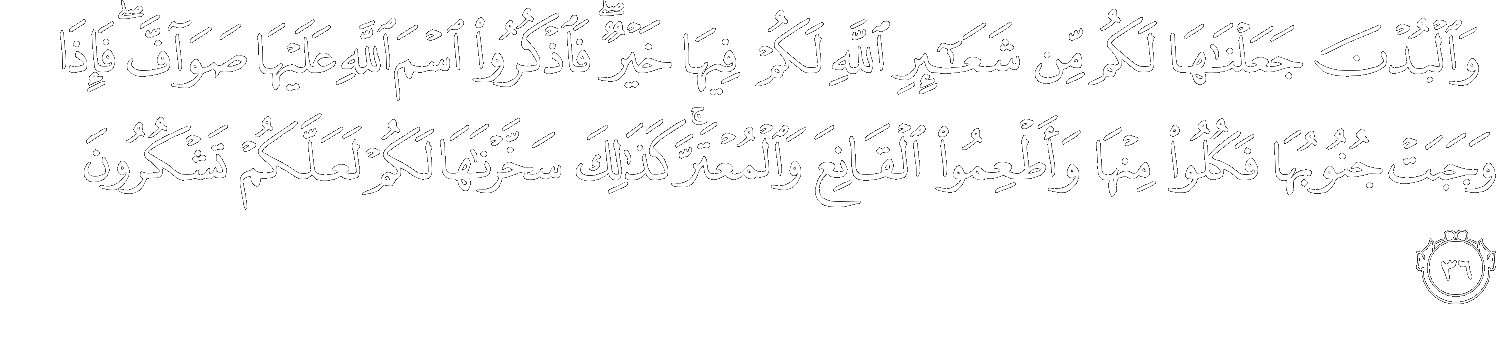 وَٱلْبُدْنَ جَعَلْنَـٰهَا لَكُم مِّن شَعَـٰٓئِرِ ٱللَّهِ لَكُمْ فِيهَا خَيْرٌ ۖ فَٱذْكُرُوا۟ ٱسْمَ ٱللَّهِ عَلَيْهَا صَوَآفَّ ۖ فَإِذَا
وَجَبَتْ جُنُوبُهَا فَكُلُوا۟ مِنْهَا وَأَطْعِمُوا۟ ٱلْقَانِعَ وَٱلْمُعْتَرَّ ۚ كَذَٰلِكَ سَخَّرْنَـٰهَا لَكُمْ لَعَلَّكُمْ تَشْكُرُونَ
٣٦